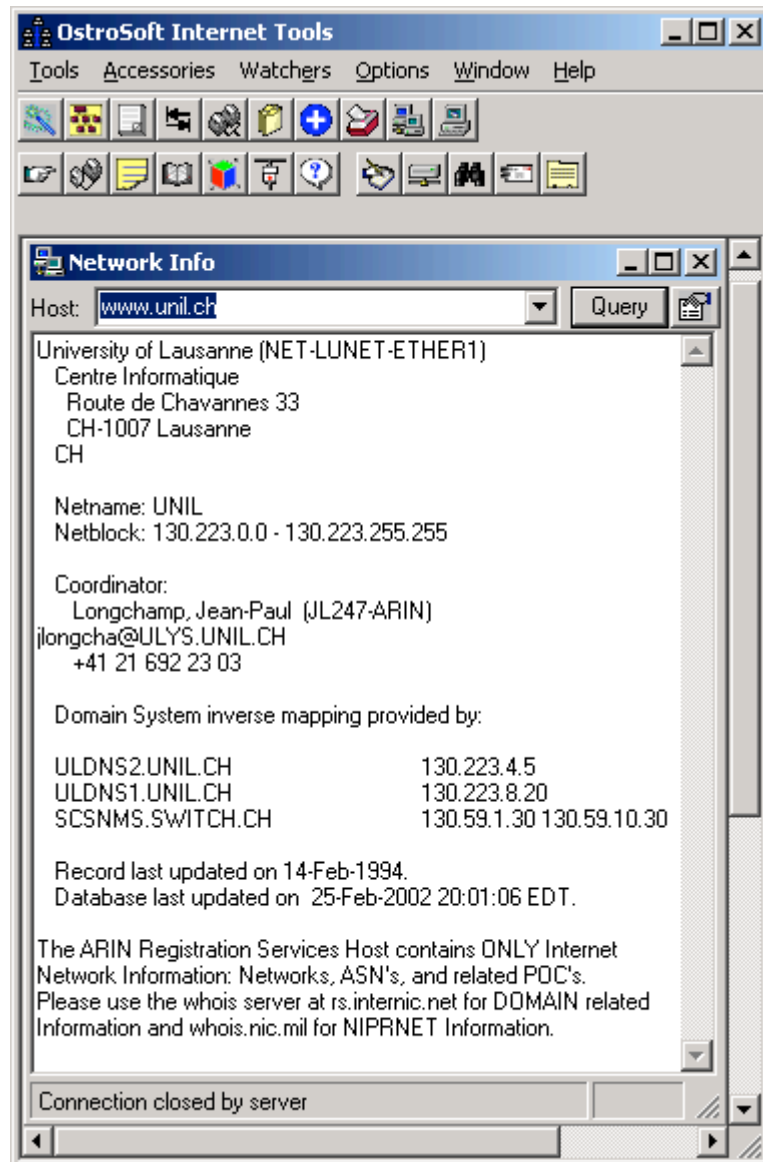 OstroSoft Internet Tools
Tools Accessories Watchers Options Window Help
Network Info
Host: www.unil.ch Query
University of Lausanne (NET-LUNET-ETHER1)
Centre Informatique
Route de Chavannes 33
CH-1007 Lausanne
CH
Netname: UNIL
Netblock: 130.223.0.0 - 130.223.255.255
Coordinator:
Longchamp, Jean-Paul (JL247-ARIN)
jlongcha@ULYS.UNIL.CH
+41 21 692 23 03
Domain System inverse mapping provided by:
ULDNS2.UNIL.CH 130.223.4.5
ULDNS1.UNIL.CH 130.223.8.20
SCSNMS.SWITCH.CH 130.59.1.30 130.59.10.30
Record last updated on 14-Feb-1994.
Database last updated on 25-Feb-2002 20:01:06 EDT.
The ARIN Registration Services Host contains ONLY Internet
Network Information: Networks, ASN's, and related POC's.
Please use the whois server at rs.internic.net for DOMAIN related
Information and whois.nic.mil for NIPRNET Information.
Connection closed by server